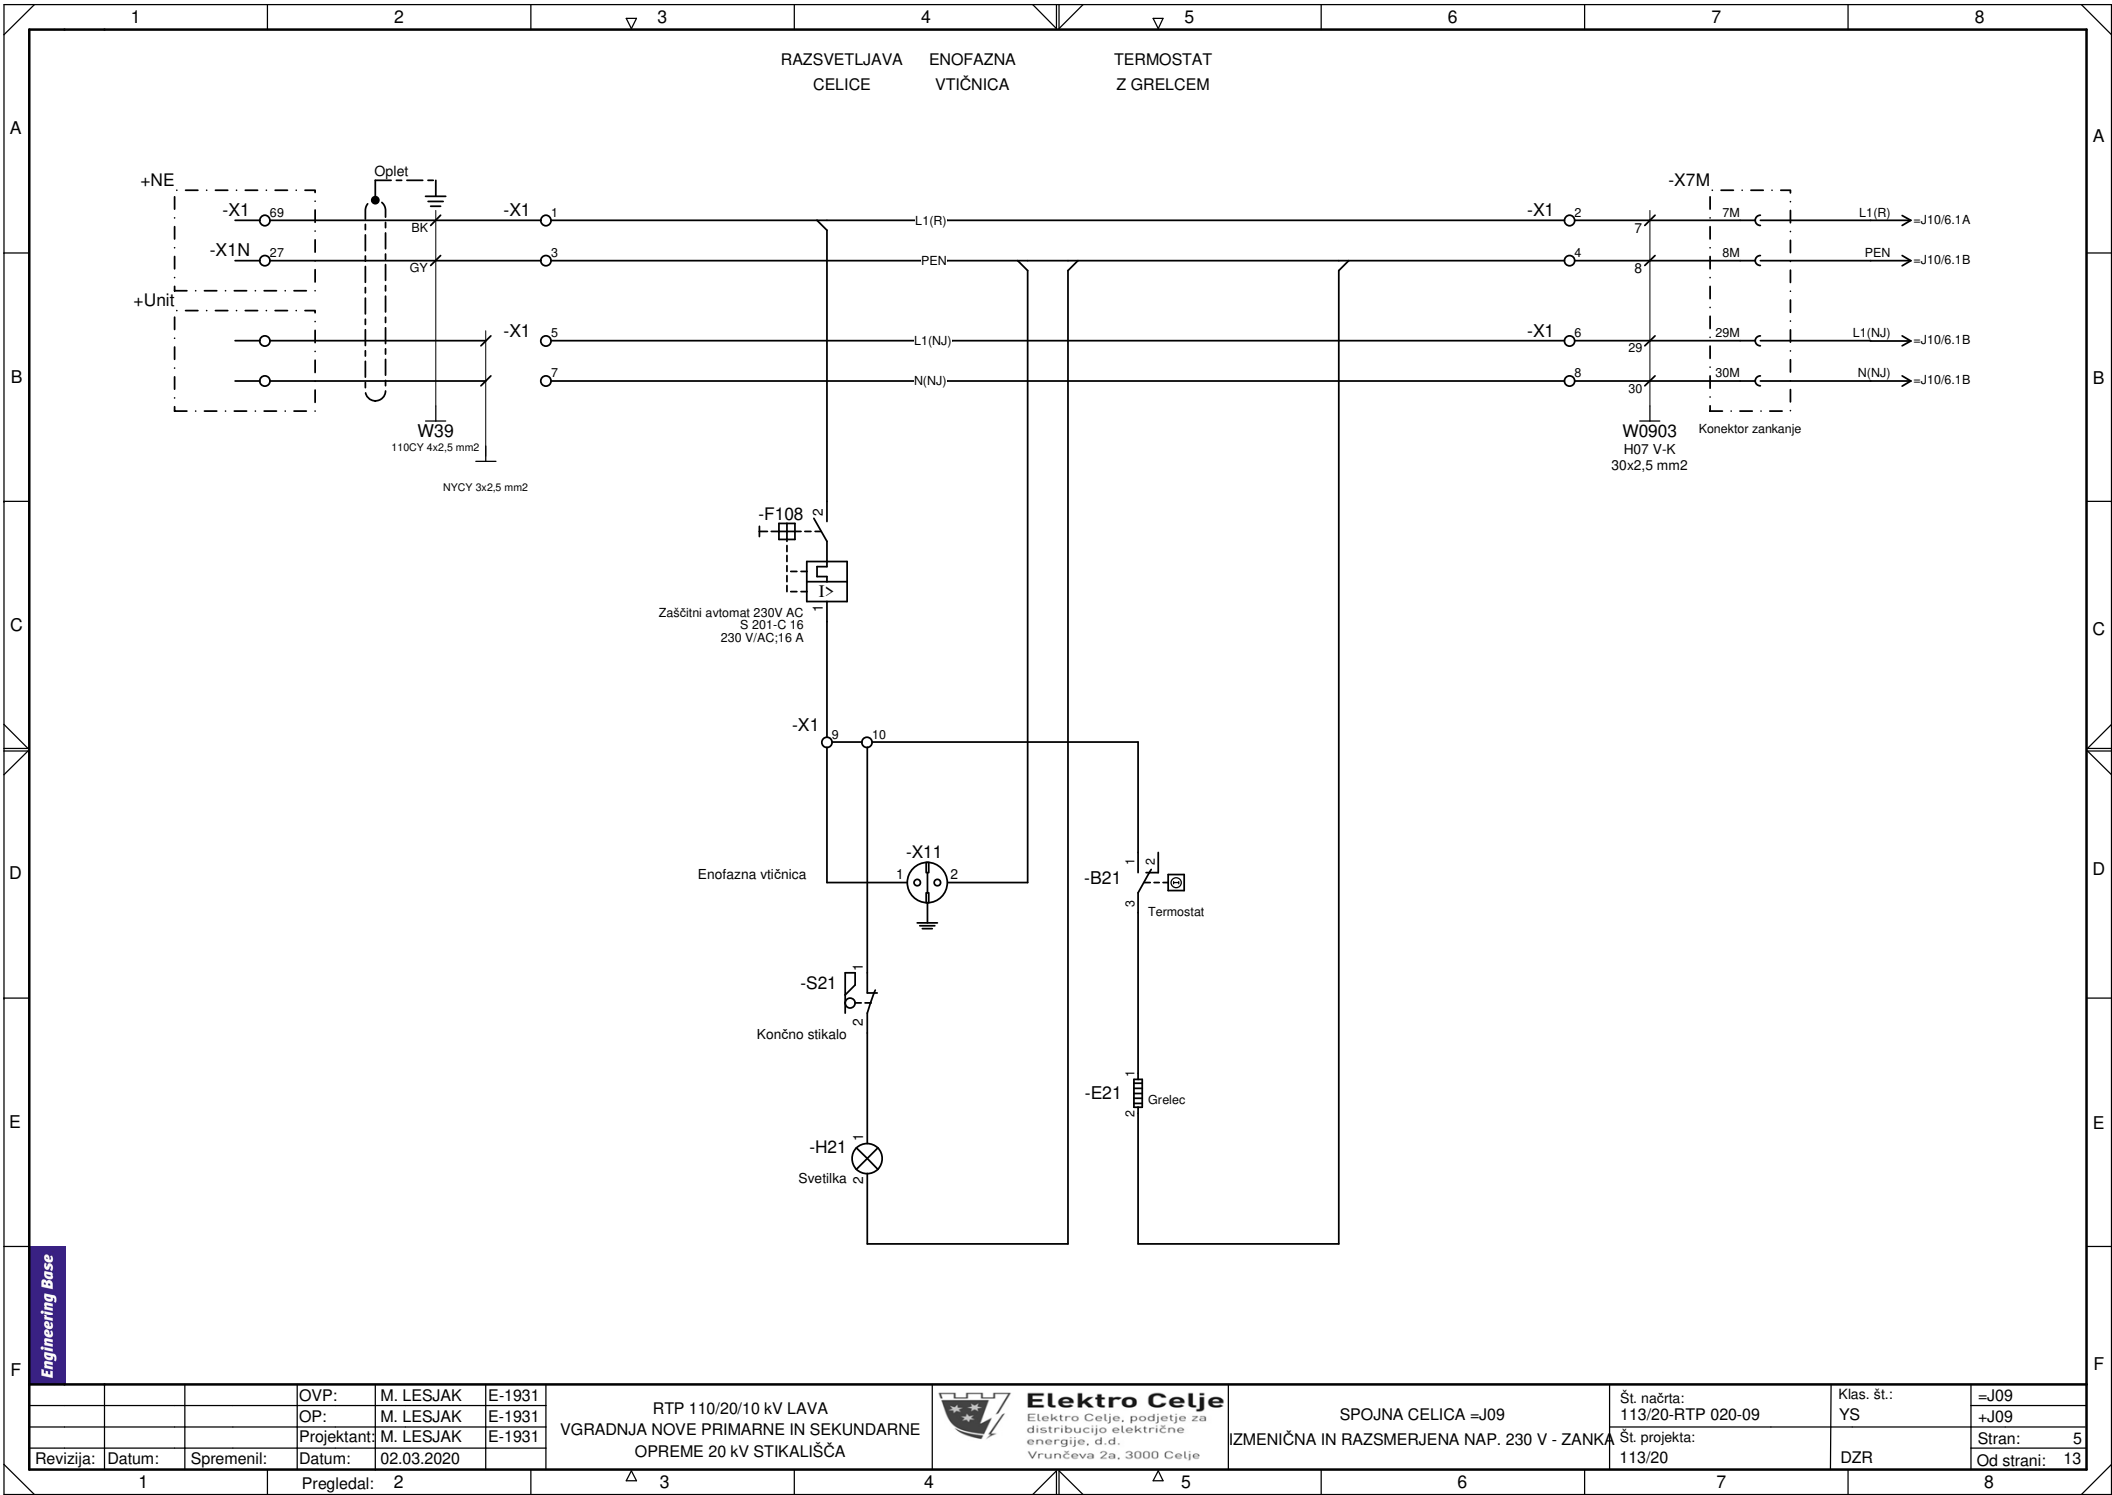 1 2 3 4 5 6 7 8
RAZSVETLJAVA
CELICE
ENOFAZNA
VTIČNICA
TERMOSTAT
Z GRELCEM
A A
B B
C C
D D
E E
F F
+NE
Oplet
-X1 69
BK
-X1 1
L1(R)
-X1 2
7
-X7M
7M
L1(R)
=J10/6.1A
-X1N 27
GY
3
PEN
4
8
8M
PEN
=J10/6.1B
+Unit
-X1 5
L1(NJ)
-X1 6
29
29M
L1(NJ)
=J10/6.1B
7
N(NJ)
8
30
30M
N(NJ)
=J10/6.1B
W39
110CY 4x2,5 mm2
NYCY 3x2,5 mm2
W0903
H07 V-K
30x2,5 mm2
Konektor zankanje
-F108
2
I>
1
Zaščitni avtomat 230V AC
S 201-C 16
230 V/AC;16 A
-X1
9
10
-X11
1 2
Enofazna vtičnica
-B21
1 2
3
Termostat
-S21
1
2
Končno stikalo
-E21
1
2
Grelec
-H21
1
2
Svetilka
Engineering Base
OVP: M. LESJAK E-1931
OP: M. LESJAK E-1931
Projektant: M. LESJAK E-1931
Revizija: Datum: Spremenil: Datum: 02.03.2020
Pregledal:
RTP 110/20/10 kV LAVA
VGRADNJA NOVE PRIMARNE IN SEKUNDARNE
OPREME 20 kV STIKALIŠČA
Elektro Celje
Elektro Celje, podjetje za
distribucijo električne
energije, d.d.
Vrunčeva 2a, 3000 Celje
SPOJNA CELICA =J09
IZMENIČNA IN RAZSMERJENA NAP. 230 V - ZANKA
Št. načrta:
113/20-RTP 020-09
Št. projekta:
113/20
Klas. št.:
YS
DZR
=J09
+J09
Stran: 5
Od strani: 13
1 2 3 4 5 6 7 8